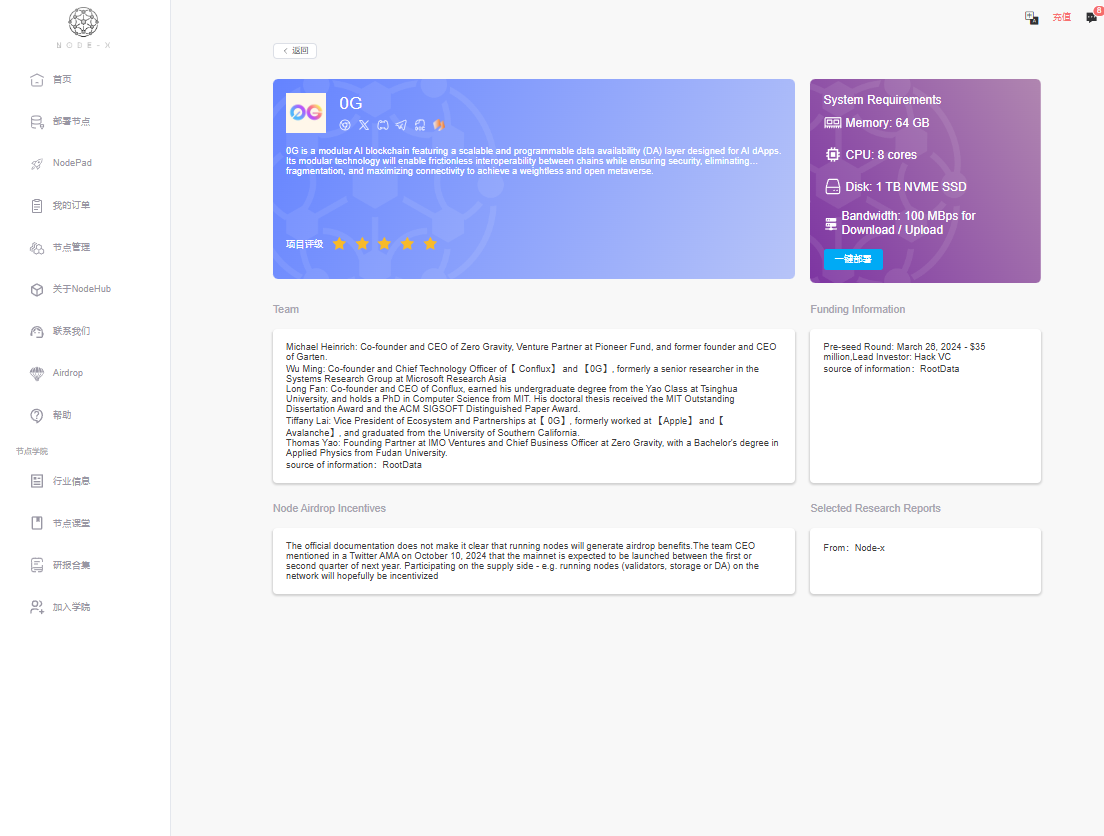 NODE-X
充值
8
返回
首页
部署节点
NodePad
我的订单
节点管理
关于NodeHub
联系我们
Airdrop
帮助
节点学院
行业信息
节点课堂
研报合集
加入学院
0G
0G
0G is a modular AI blockchain featuring a scalable and programmable data availability (DA) layer designed for AI dApps.
Its modular technology will enable frictionless interoperability between chains while ensuring security, eliminating...
fragmentation, and maximizing connectivity to achieve a weightless and open metaverse.
项目评级
System Requirements
Memory: 64 GB
CPU: 8 cores
Disk: 1 TB NVME SSD
Bandwidth: 100 MBps for
Download / Upload
一键部署
Team
Michael Heinrich: Co-founder and CEO of Zero Gravity, Venture Partner at Pioneer Fund, and former founder and CEO
of Garten.
Wu Ming: Co-founder and Chief Technology Officer of【 Conflux】 and 【0G】, formerly a senior researcher in the
Systems Research Group at Microsoft Research Asia
Long Fan: Co-founder and CEO of Conflux, earned his undergraduate degree from the Yao Class at Tsinghua
University, and holds a PhD in Computer Science from MIT. His doctoral thesis received the MIT Outstanding
Dissertation Award and the ACM SIGSOFT Distinguished Paper Award.
Tiffany Lai: Vice President of Ecosystem and Partnerships at【 0G】, formerly worked at 【Apple】 and【
Avalanche】, and graduated from the University of Southern California.
Thomas Yao: Founding Partner at IMO Ventures and Chief Business Officer at Zero Gravity, with a Bachelor's degree in
Applied Physics from Fudan University.
source of information：RootData
Funding Information
Pre-seed Round: March 26, 2024 - $35
million,Lead Investor: Hack VC
source of information：RootData
Node Airdrop Incentives
The official documentation does not make it clear that running nodes will generate airdrop benefits.The team CEO
mentioned in a Twitter AMA on October 10, 2024 that the mainnet is expected to be launched between the first or
second quarter of next year. Participating on the supply side - e.g. running nodes (validators, storage or DA) on the
network will hopefully be incentivized
Selected Research Reports
From：Node-x